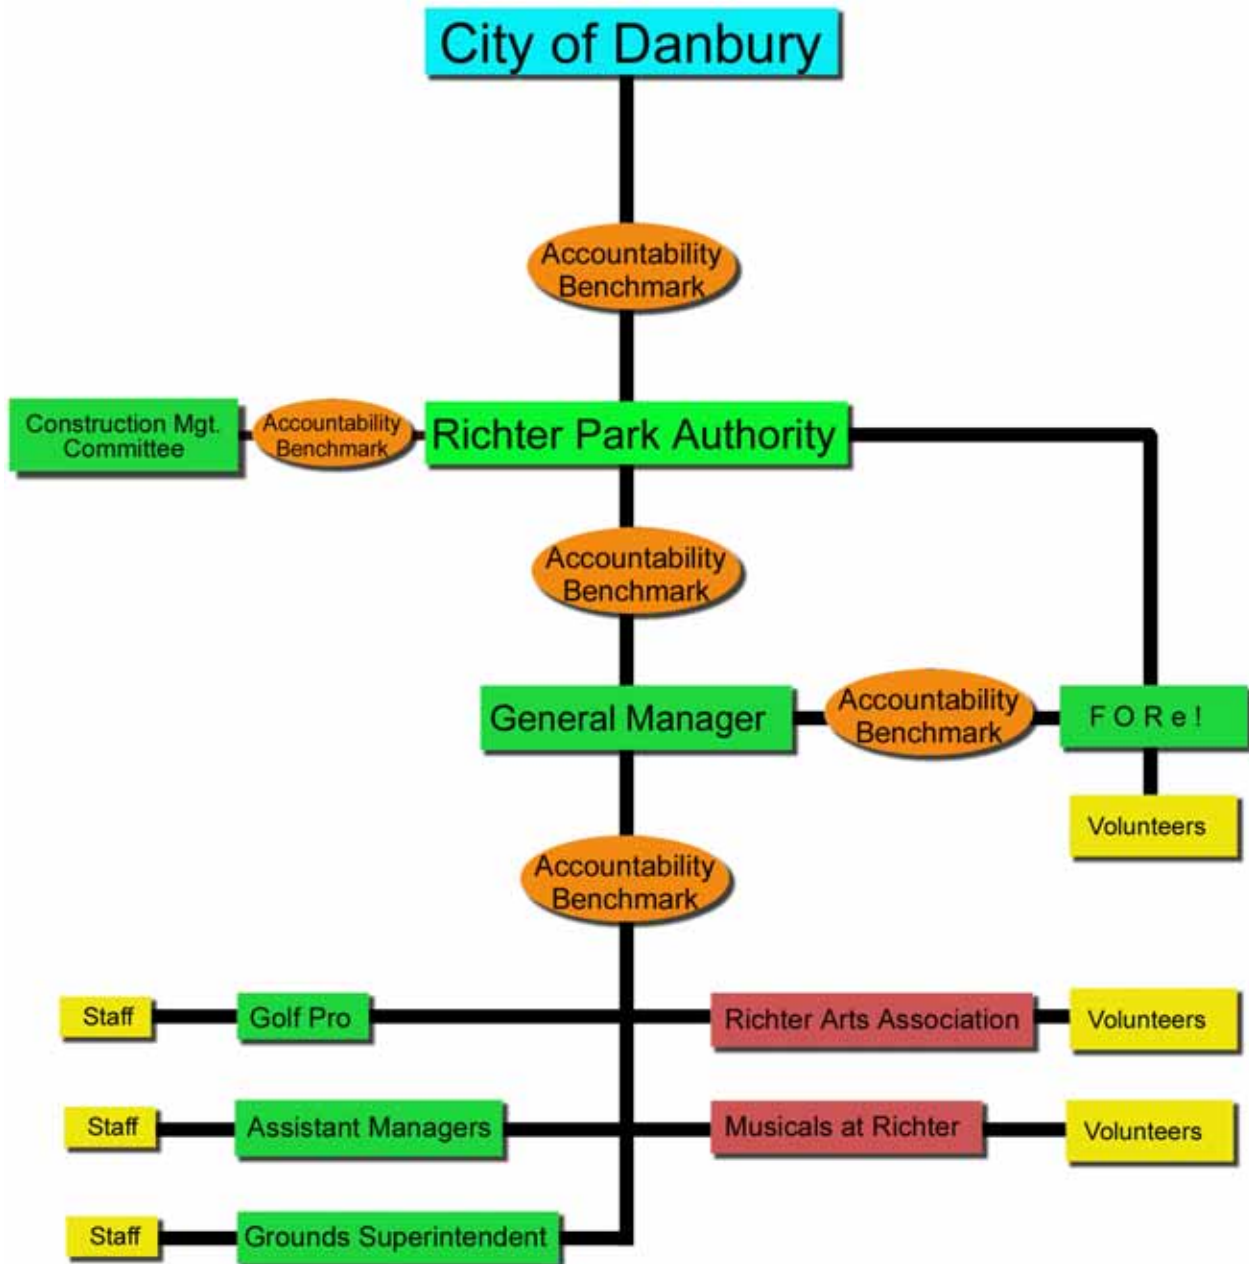 City of Danbury
Accountability
Benchmark
Construction Mgt.
Committee
Accountability
Benchmark
Richter Park Authority
Accountability
Benchmark
General Manager
Accountability
Benchmark
F O R e !
Volunteers
Accountability
Benchmark
Staff
Golf Pro
Richter Arts Association
Volunteers
Staff
Assistant Managers
Musicals at Richter
Volunteers
Staff
Grounds Superintendent